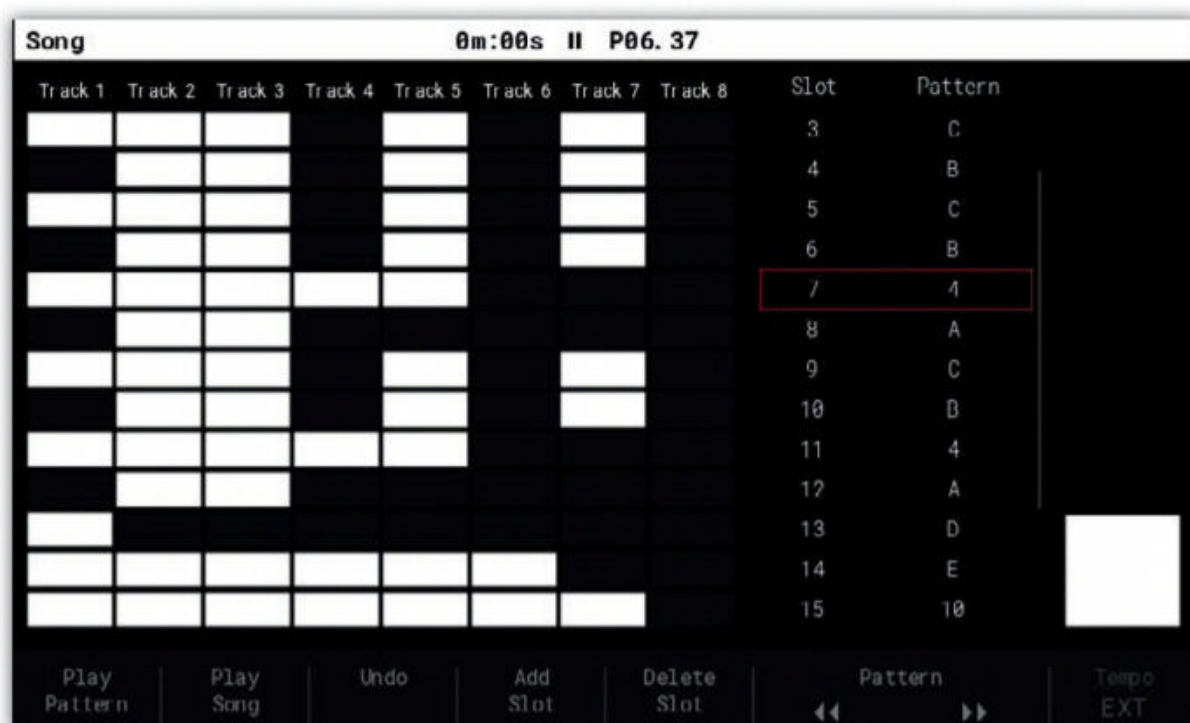 Song 0m:00s P06.37
Track 1 Track 2 Track 3 Track 4 Track 5 Track 6 Track 7 Track 8 Slot Pattern
3 C
4 B
5 C
6 B
7 4
8 A
9 C
10 B
11 4
12 A
13 D
14 E
15 10
Play Pattern
Play Song
Undo
Add Slot
Delete Slot
Pattern
Tempo EXT